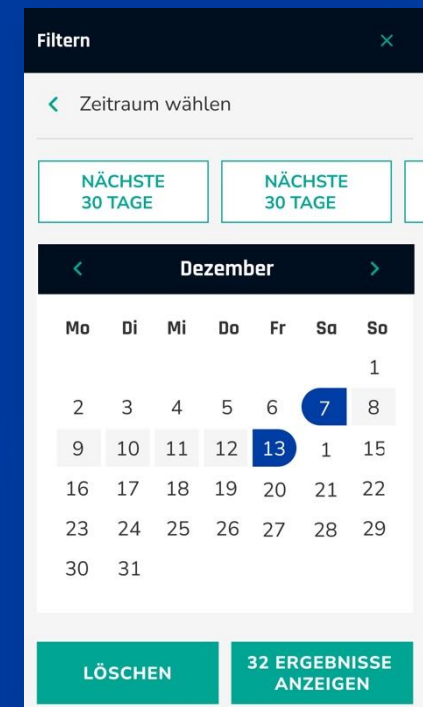 Filtern
Zeitraum wählen
NÄCHSTE NÄCHSTE
30 TAGE 30 TAGE
Dezember
Mo Di Mi Do Fr Sa So
1
2 3 4 5 6 7 8
9 10 11 12 13 1 15
16 17 18 19 20 21 22
23 24 25 26 27 28 29
30 31
LÖSCHEN
32 ERGEBNISSE
ANZEIGEN